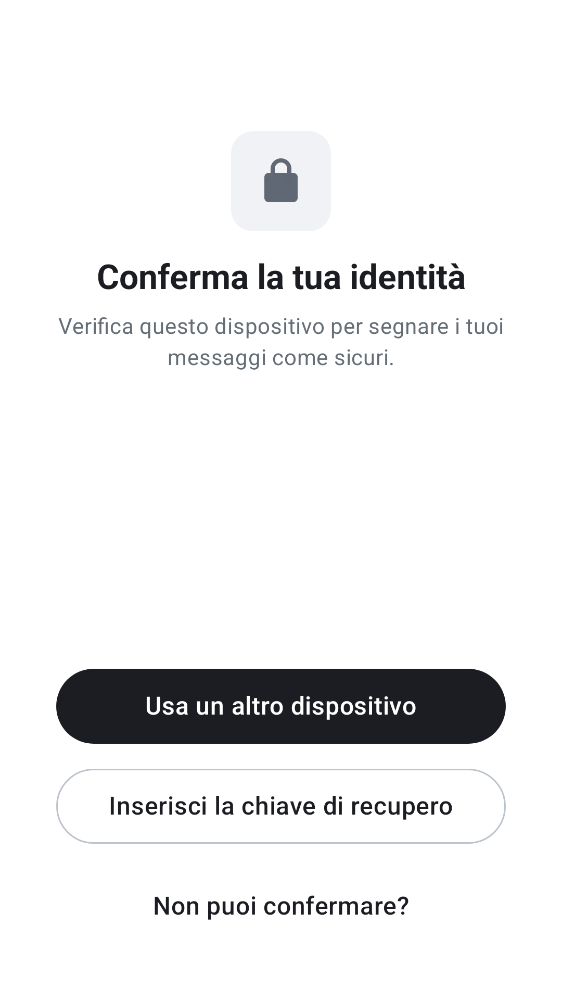 Conferma la tua identità
Verifica questo dispositivo per segnare i tuoi
messaggi come sicuri.
Usa un altro dispositivo
Inserisci la chiave di recupero
Non puoi confermare?